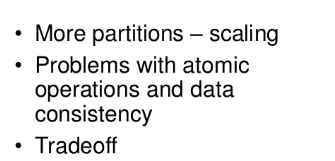 • More partitions – scaling
• Problems with atomic
operations and data
consistency
• Tradeoff